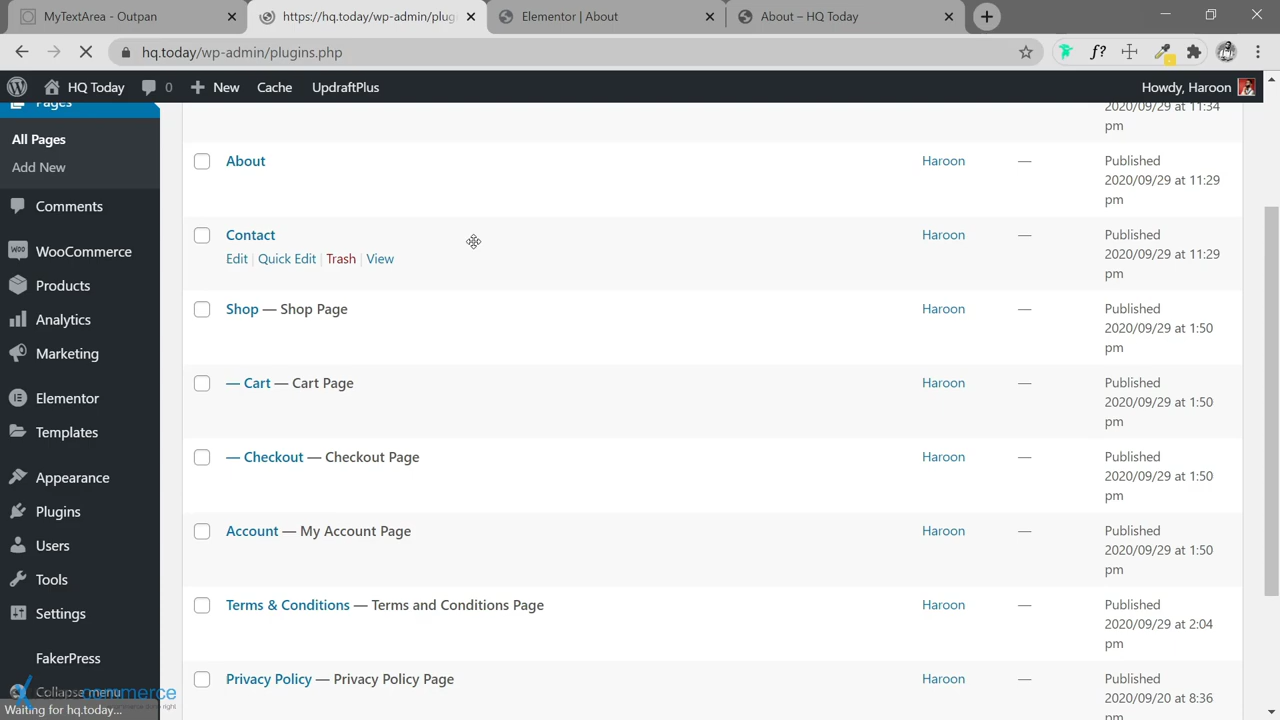 MyTextArea - Outpan
https://hq.today/wp-admin/plug
Elementor | About
About – HQ Today
hq.today/wp-admin/plugins.php
f?
HQ Today
0
New
Cache
UpdraftPlus
Howdy, Haroon
Pages
All Pages
Add New
Comments
WooCommerce
Products
Analytics
Marketing
Elementor
Templates
Appearance
Plugins
Users
Tools
Settings
FakerPress
Collapse menu
Waiting for hq.today...
2020/09/29 at 11:34
pm
About
Haroon
—
Published
2020/09/29 at 11:29
pm
Contact
Edit | Quick Edit | Trash | View
Haroon
—
Published
2020/09/29 at 11:29
pm
Shop — Shop Page
Haroon
—
Published
2020/09/29 at 1:50
pm
— Cart — Cart Page
Haroon
—
Published
2020/09/29 at 1:50
pm
— Checkout — Checkout Page
Haroon
—
Published
2020/09/29 at 1:50
pm
Account — My Account Page
Haroon
—
Published
2020/09/29 at 1:50
pm
Terms & Conditions — Terms and Conditions Page
Haroon
—
Published
2020/09/29 at 2:04
pm
Privacy Policy — Privacy Policy Page
Haroon
—
Published
2020/09/20 at 8:36
pm